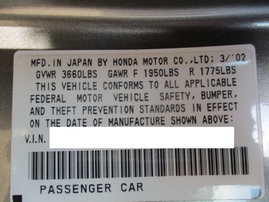 MFD.IN JAPAN BY HONDA MOTOR CO.,LTD; 3/'02
GVWR 3660LBS GAWR F 1950LBS R 1775LBS
THIS VEHICLE CONFORMS TO ALL APPLICABLE
FEDERAL MOTOR VEHICLE SAFETY, BUMPER,
AND THEFT PREVENTION STANDARDS IN EFFECT
ON THE DATE OF MANUFACTURE SHOWN ABOVE:
V.I.N.
PASSENGER CAR